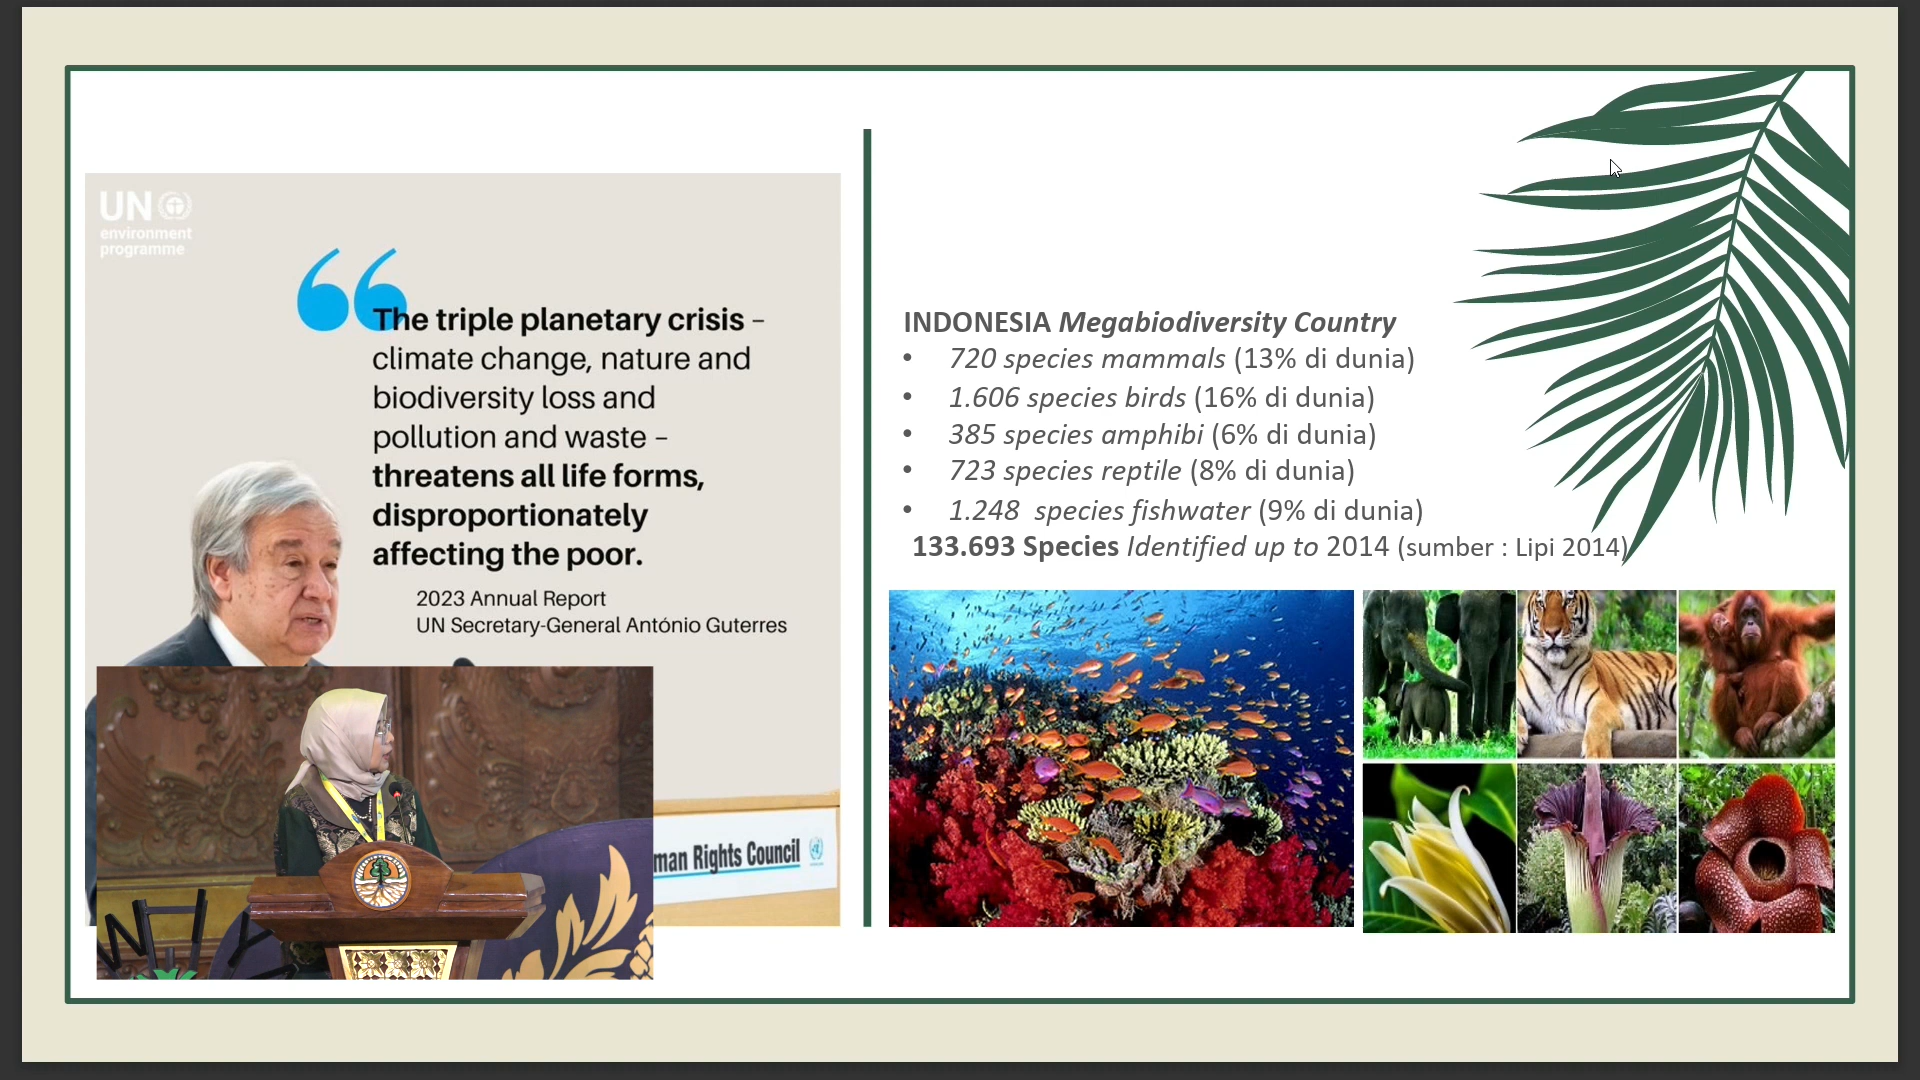 UN
environment
programme
“
The triple planetary crisis –
climate change, nature and
biodiversity loss and
pollution and waste –
threatens all life forms,
disproportionately
affecting the poor.
2023 Annual Report
UN Secretary-General António Guterres
man Rights Council
INDONESIA Megabiodiversity Country
• 720 species mammals (13% di dunia)
• 1.606 species birds (16% di dunia)
• 385 species amphibi (6% di dunia)
• 723 species reptile (8% di dunia)
• 1.248 species fishwater (9% di dunia)
133.693 Species Identified up to 2014 (sumber : Lipi 2014)